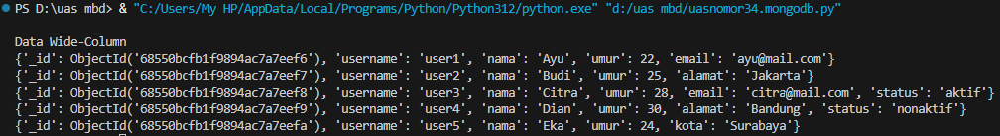 PS D:\uas mbd> & "C:/Users/My HP/AppData/Local/Programs/Python/Python312/python.exe" "d:/uas mbd/uasnomor34.mongodb.py"
Data Wide-Column
{'_id': ObjectId('68550bcfb1f9894ac7a7eef6'), 'username': 'user1', 'nama': 'Ayu', 'umur': 22, 'email': 'ayu@mail.com'}
{'_id': ObjectId('68550bcfb1f9894ac7a7eef7'), 'username': 'user2', 'nama': 'Budi', 'umur': 25, 'alamat': 'Jakarta'}
{'_id': ObjectId('68550bcfb1f9894ac7a7eef8'), 'username': 'user3', 'nama': 'Citra', 'umur': 28, 'email': 'citra@mail.com', 'status': 'aktif'}
{'_id': ObjectId('68550bcfb1f9894ac7a7eef9'), 'username': 'user4', 'nama': 'Dian', 'umur': 30, 'alamat': 'Bandung', 'status': 'nonaktif'}
{'_id': ObjectId('68550bcfb1f9894ac7a7eefa'), 'username': 'user5', 'nama': 'Eka', 'umur': 24, 'kota': 'Surabaya'}